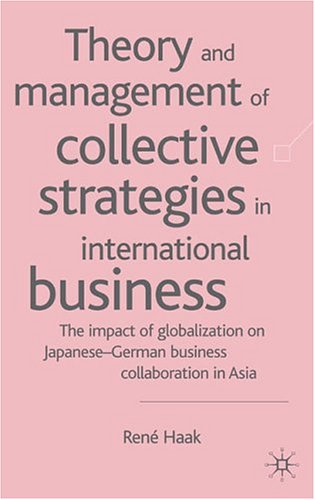 Theory and
management of
collective
strategies in
international
business
The impact of globalization on
Japanese–German business
collaboration in Asia
René Haak